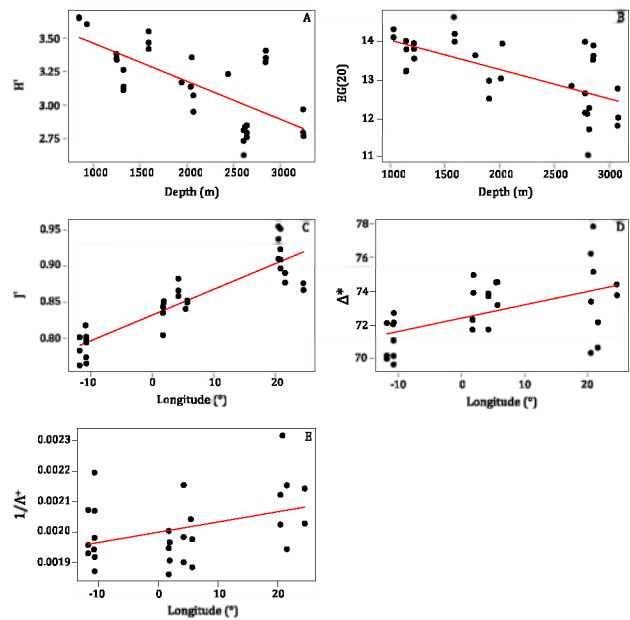 A
3.50
3.25
3.00
2.75
H'
1000 1500 2000 2500 3000
Depth (m)
B
14
13
12
11
EG(20)
1000 1500 2000 2500 3000
Depth (m)
C
0.95
0.90
0.85
0.80
J'
-10 0 10 20
Longitude (°)
D
78
76
74
72
70
Δ*
-10 0 10 20
Longitude (°)
E
0.0023
0.0022
0.0021
0.0020
0.0019
1/Λ⁺
-10 0 10 20
Longitude (°)